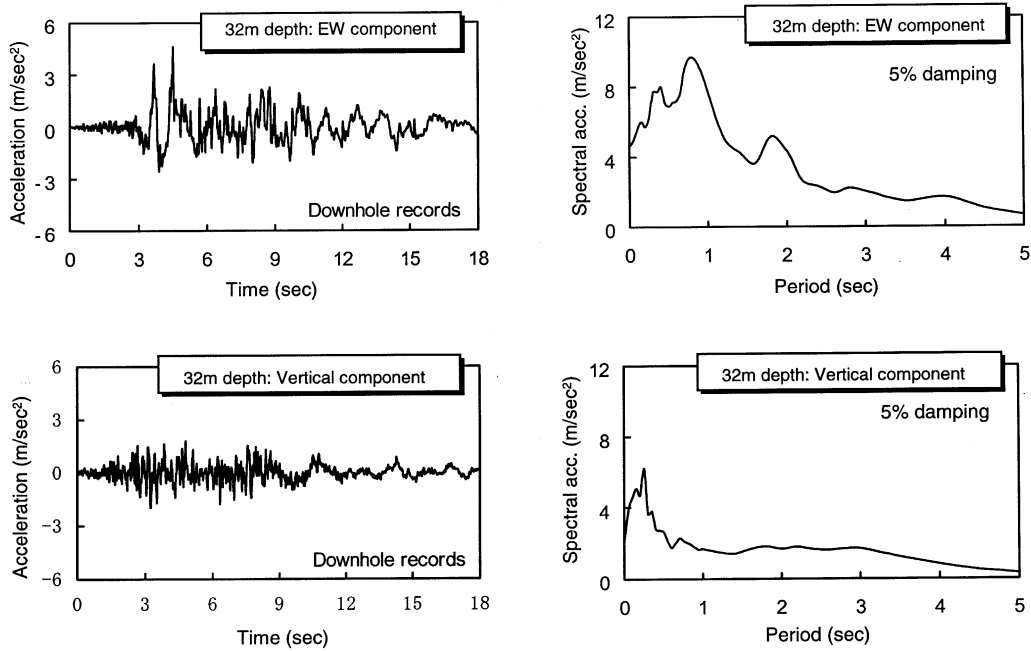 32m depth: EW component
6
3
0
-3
-6
Acceleration (m/sec²)
Downhole records
0 3 6 9 12 15 18
Time (sec)
32m depth: EW component
5% damping
12
8
4
0
Spectral acc. (m/sec²)
0 1 2 3 4 5
Period (sec)
32m depth: Vertical component
6
3
0
−3
−6
Acceleration (m/sec²)
Downhole records
0 3 6 9 12 15 18
Time (sec)
32m depth: Vertical component
5% damping
12
8
4
0
Spectral acc. (m/sec²)
0 1 2 3 4 5
Period (sec)